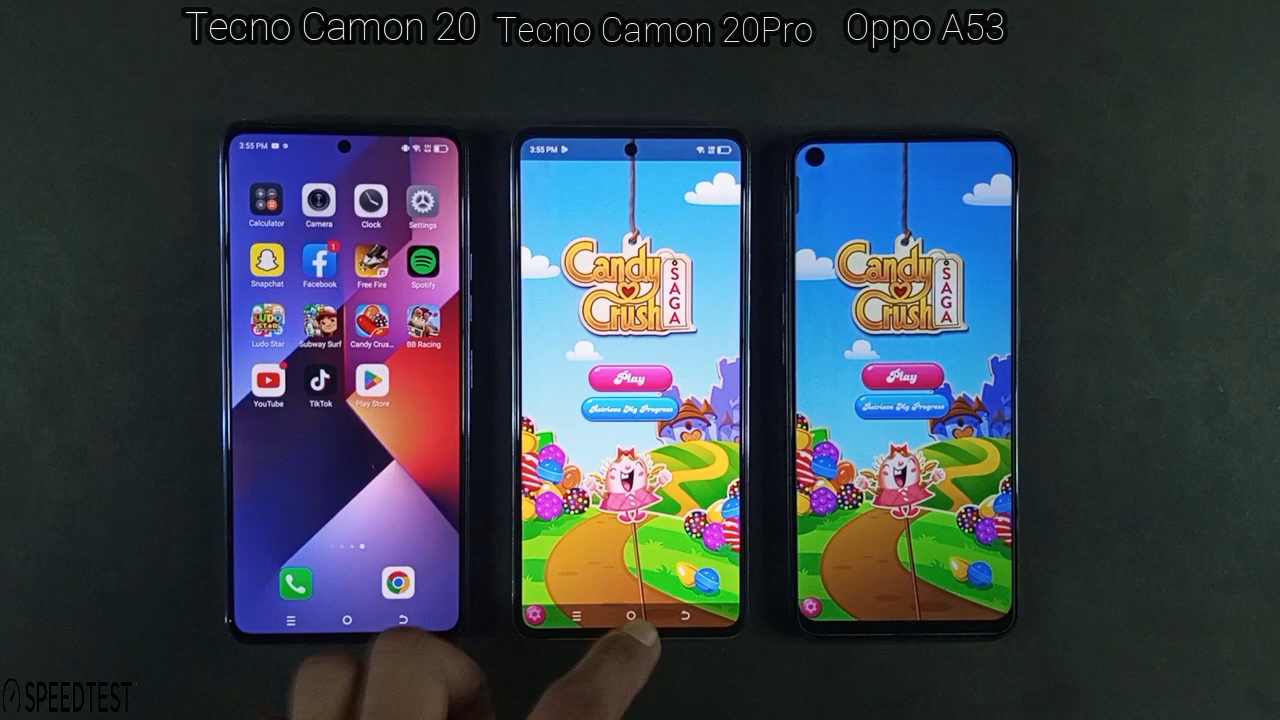 Tecno Camon 20
Tecno Camon 20Pro
Oppo A53
3:55 PM
Calculator
Camera
Clock
Settings
Snapchat
Facebook
Free Fire
Spotify
Ludo Star
Subway Surf
Candy Crus...
BB Racing
YouTube
TikTok
Play Store
1
3:55 PM
Candy
Crush
SAGA
Play
Retrieve My Progress
Candy
Crush
SAGA
Play
Retrieve My Progress
SPEEDTEST